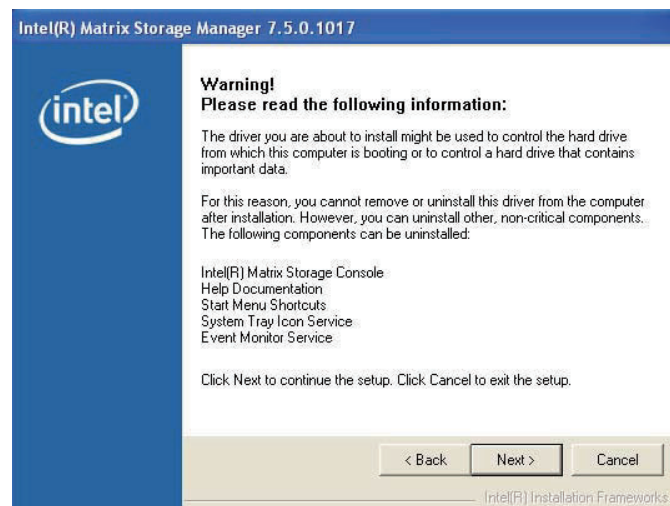 Intel(R) Matrix Storage Manager 7.5.0.1017
intel
Warning!
Please read the following information:
The driver you are about to install might be used to control the hard drive
from which this computer is booting or to control a hard drive that contains
important data.
For this reason, you cannot remove or uninstall this driver from the computer
after installation. However, you can uninstall other, non-critical components.
The following components can be uninstalled:
Intel(R) Matrix Storage Console
Help Documentation
Start Menu Shortcuts
System Tray Icon Service
Event Monitor Service
Click Next to continue the setup. Click Cancel to exit the setup.
< Back Next > Cancel
Intel(R) Installation Frameworks